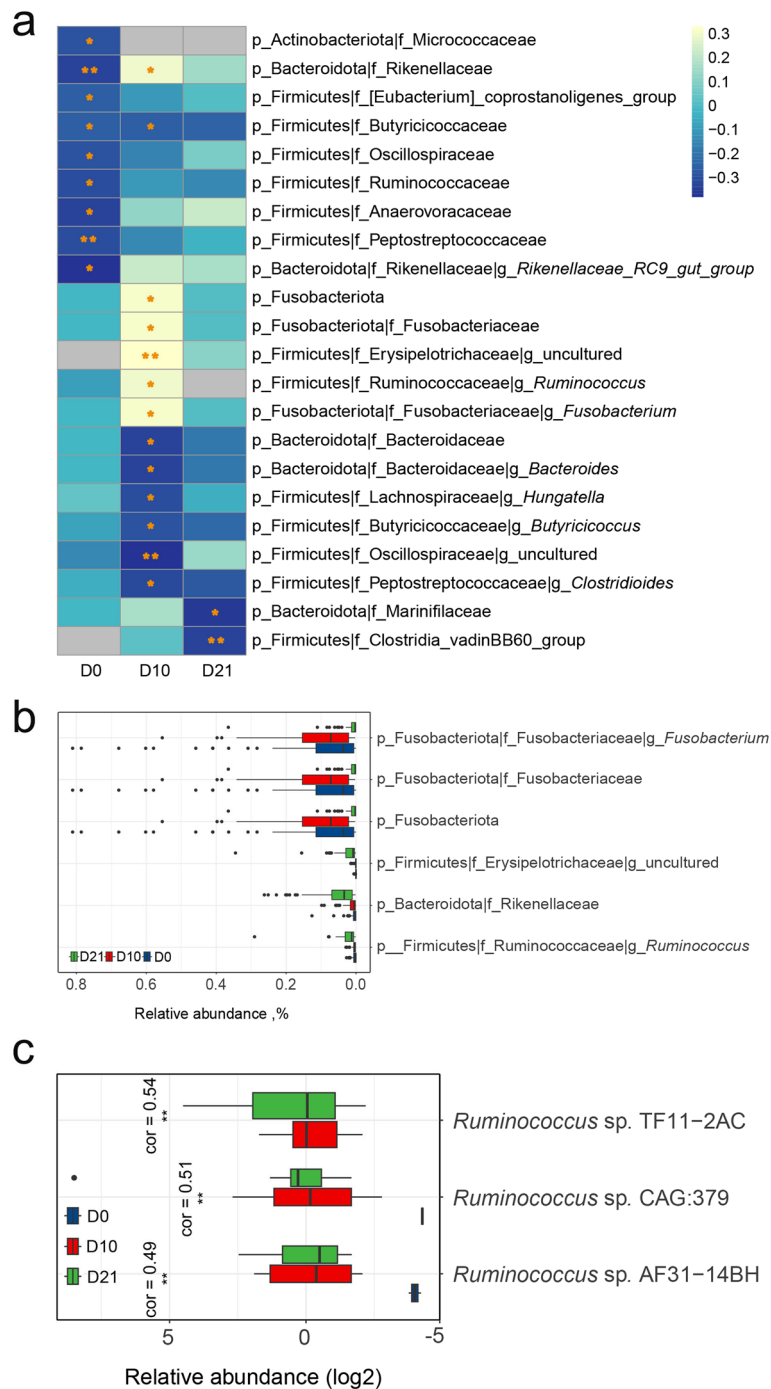 a
p_Actinobacteriota|f_Micrococcaceae
* 
p_Bacteroidota|f_Rikenellaceae
** *
p_Firmicutes|f_[Eubacterium]_coprostanoligenes_group
*
p_Firmicutes|f_Butyricicoccaceae
* *
p_Firmicutes|f_Oscillospiraceae
*
p_Firmicutes|f_Ruminococcaceae
*
p_Firmicutes|f_Anaerovoracaceae
*
p_Firmicutes|f_Peptostreptococcaceae
**
p_Bacteroidota|f_Rikenellaceae|g_Rikenellaceae_RC9_gut_group
*
p_Fusobacteriota
*
p_Fusobacteriota|f_Fusobacteriaceae
*
p_Firmicutes|f_Erysipelotrichaceae|g_uncultured
**
p_Firmicutes|f_Ruminococcaceae|g_Ruminococcus
*
p_Fusobacteriota|f_Fusobacteriaceae|g_Fusobacterium
*
p_Bacteroidota|f_Bacteroidaceae
*
p_Bacteroidota|f_Bacteroidaceae|g_Bacteroides
*
p_Firmicutes|f_Lachnospiraceae|g_Hungatella
*
p_Firmicutes|f_Butyricicoccaceae|g_Butyricicoccus
*
p_Firmicutes|f_Oscillospiraceae|g_uncultured
**
p_Firmicutes|f_Peptostreptococcaceae|g_Clostridioides
*
p_Bacteroidota|f_Marinifilaceae
*
p_Firmicutes|f_Clostridia_vadinBB60_group
**
D0 D10 D21
0.3
0.2
0.1
0
−0.1
−0.2
−0.3
b
p_Fusobacteriota|f_Fusobacteriaceae|g_Fusobacterium
p_Fusobacteriota|f_Fusobacteriaceae
p_Fusobacteriota
p_Firmicutes|f_Erysipelotrichaceae|g_uncultured
p_Bacteroidota|f_Rikenellaceae
p__Firmicutes|f_Ruminococcaceae|g_Ruminococcus
D21 D10 D0
0.8 0.6 0.4 0.2 0.0
Relative abundance ,%
c
cor = 0.54
**
Ruminococcus sp. TF11−2AC
cor = 0.51
**
Ruminococcus sp. CAG:379
cor = 0.49
**
Ruminococcus sp. AF31−14BH
D0
D10
D21
5 0 -5
Relative abundance (log2)